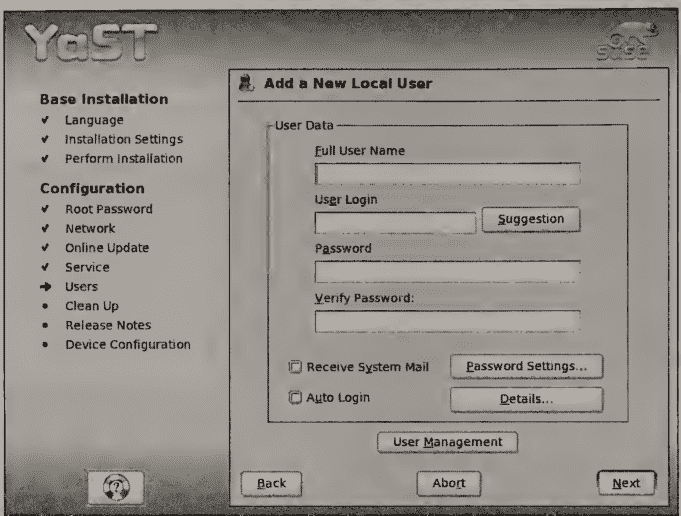 YaST
SuSE
Base Installation
Language
Installation Settings
Perform Installation
Configuration
Root Password
Network
Online Update
Service
Users
Clean Up
Release Notes
Device Configuration
Add a New Local User
User Data
Full User Name
User Login
Suggestion
Password
Verify Password:
Receive System Mail
Password Settings...
Auto Login
Details...
User Management
Back
Abort
Next